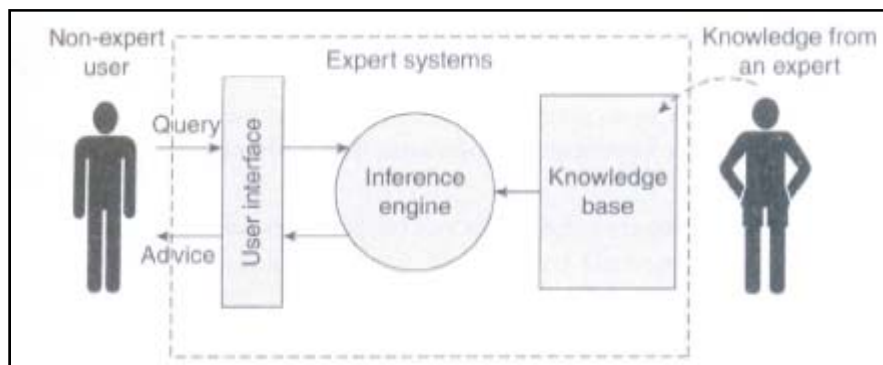 Non-expert
user
Expert systems
Knowledge from
an expert
Query
User interface
Inference
engine
Knowledge
base
Advice